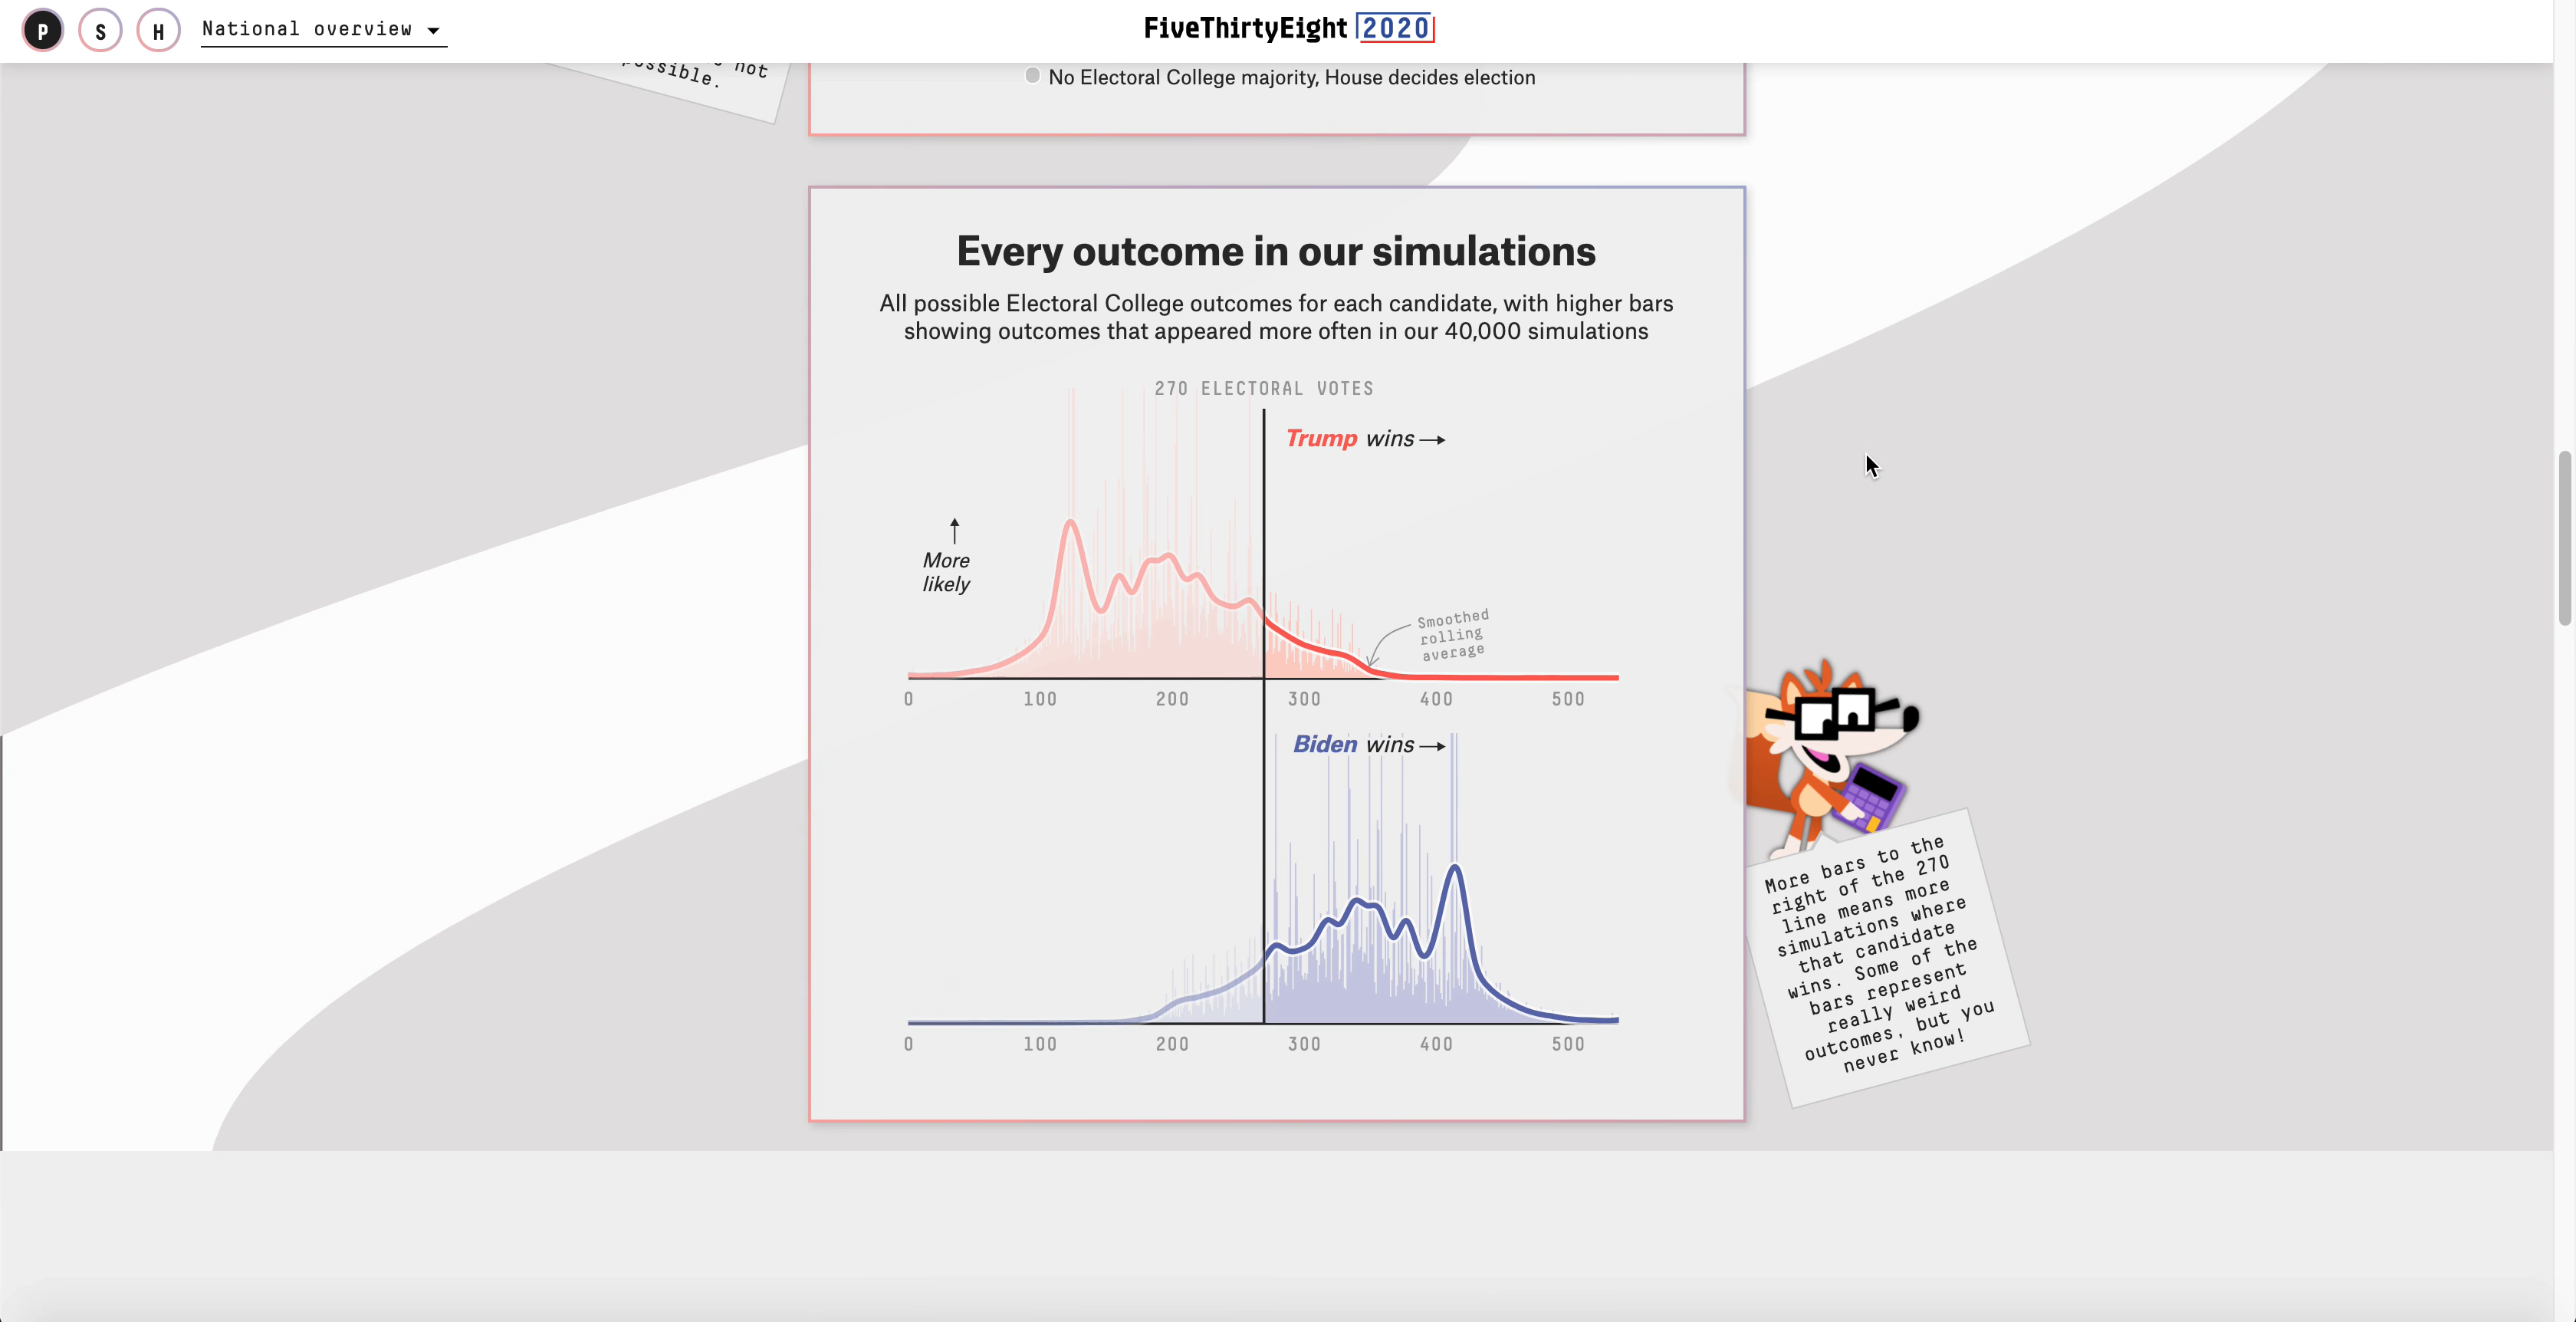 P S H National overview
FiveThirtyEight 2020
not
possible.
No Electoral College majority, House decides election
Every outcome in our simulations
All possible Electoral College outcomes for each candidate, with higher bars
showing outcomes that appeared more often in our 40,000 simulations
270 ELECTORAL VOTES
Trump wins
More
likely
Smoothed
rolling
average
0 100 200 300 400 500
Biden wins
0 100 200 300 400 500
More bars to the
right of the 270
line means more
simulations where
that candidate
wins. Some of the
bars represent
really weird
outcomes, but you
never know!